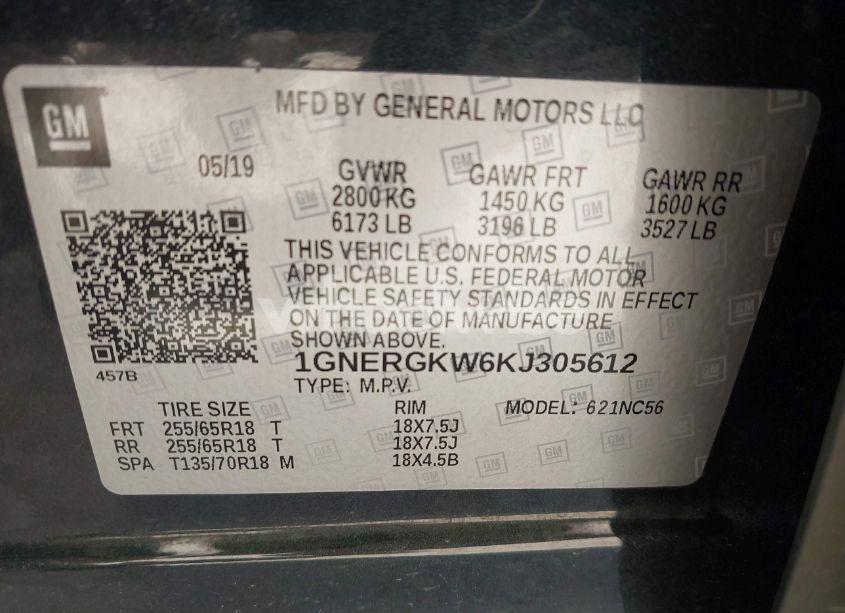 GM
MFD BY GENERAL MOTORS LLC
05/19
GVWR GAWR FRT GAWR RR
2800 KG 1450 KG 1600 KG
6173 LB 3196 LB 3527 LB
THIS VEHICLE CONFORMS TO ALL
APPLICABLE U.S. FEDERAL MOTOR
VEHICLE SAFETY STANDARDS IN EFFECT
ON THE DATE OF MANUFACTURE
SHOWN ABOVE.
1GNERGKW6KJ305612
457B
TYPE: M.P.V.
TIRE SIZE RIM MODEL: 621NC56
FRT 255/65R18 T 18X7.5J
RR 255/65R18 T 18X7.5J
SPA T135/70R18 M 18X4.5B